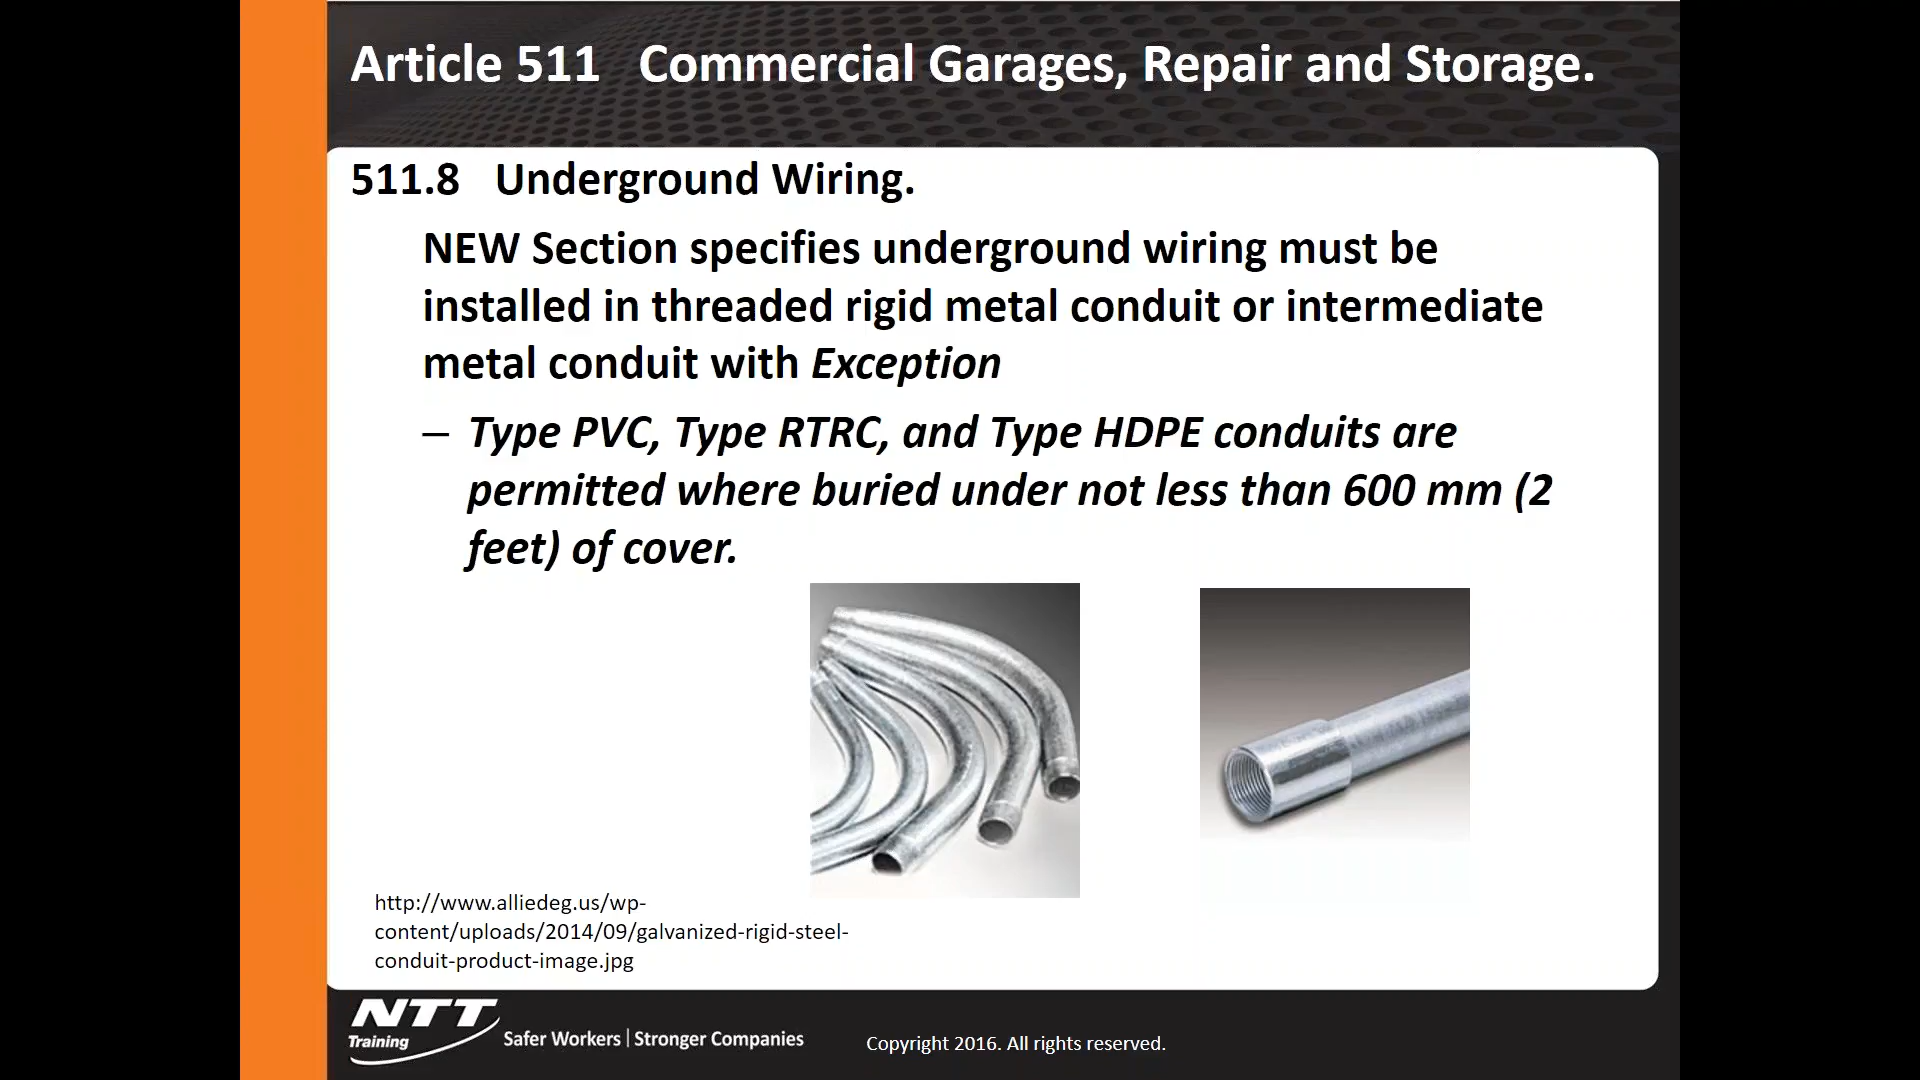 Article 511   Commercial Garages, Repair and Storage.
511.8   Underground Wiring.
NEW Section specifies underground wiring must be
installed in threaded rigid metal conduit or intermediate
metal conduit with Exception
– Type PVC, Type RTRC, and Type HDPE conduits are
permitted where buried under not less than 600 mm (2
feet) of cover.
http://www.alliedeg.us/wp-
content/uploads/2014/09/galvanized-rigid-steel-
conduit-product-image.jpg
NTT
Training
Safer Workers | Stronger Companies
Copyright 2016. All rights reserved.